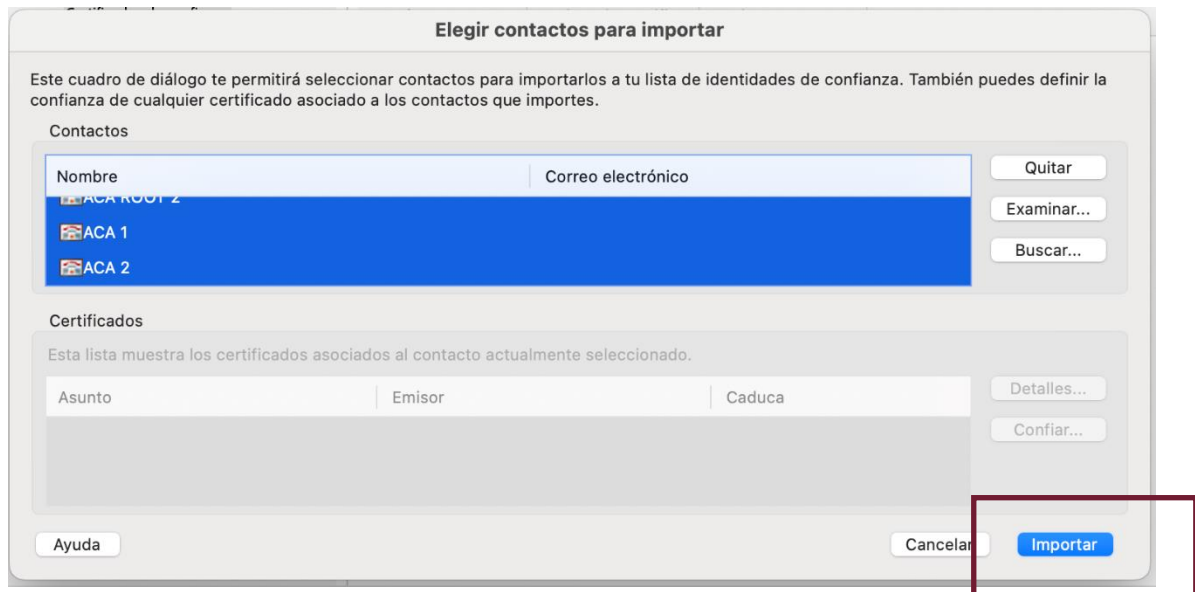 Elegir contactos para importar
Este cuadro de diálogo te permitirá seleccionar contactos para importarlos a tu lista de identidades de confianza. También puedes definir la
confianza de cualquier certificado asociado a los contactos que importes.
Contactos
Nombre Correo electrónico
Quitar
ACA ROOT 2
Examinar...
ACA 1
Buscar...
ACA 2
Certificados
Esta lista muestra los certificados asociados al contacto actualmente seleccionado.
Asunto Emisor Caduca
Detalles...
Confiar...
Ayuda Cancelar Importar